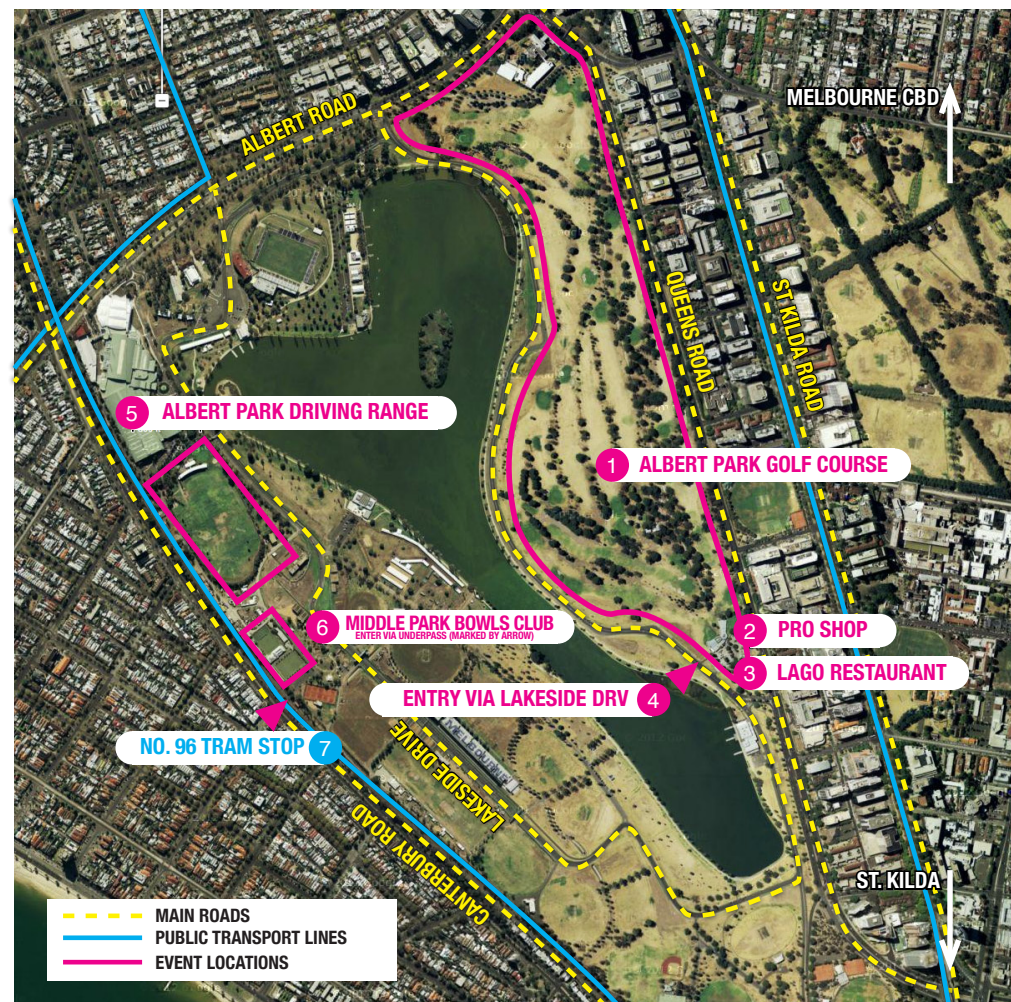 MELBOURNE CBD
ALBERT ROAD
QUEENS ROAD
ST KILDA ROAD
5 ALBERT PARK DRIVING RANGE
1 ALBERT PARK GOLF COURSE
6 MIDDLE PARK BOWLS CLUB
ENTER VIA UNDERPASS (MARKED BY ARROW)
2 PRO SHOP
3 LAGO RESTAURANT
ENTRY VIA LAKESIDE DRV 4
NO. 96 TRAM STOP 7
LAKESIDE DRIVE
CANTERBURY ROAD
ST. KILDA
MAIN ROADS
PUBLIC TRANSPORT LINES
EVENT LOCATIONS